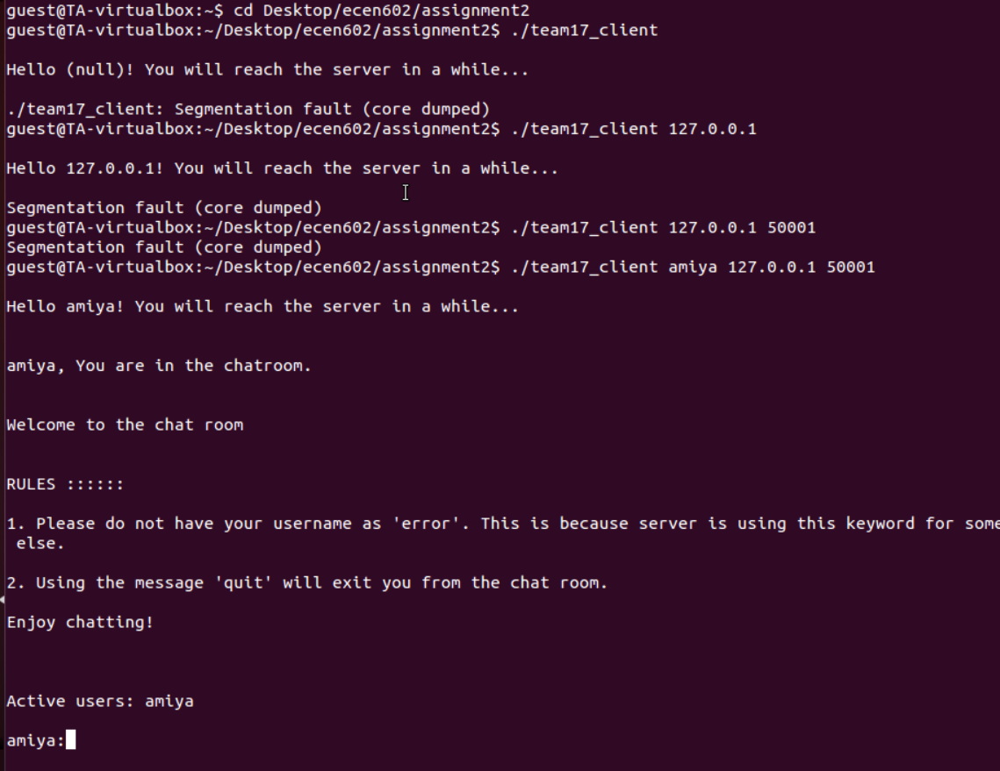 guest@TA-virtualbox:~$ cd Desktop/ecen602/assignment2
guest@TA-virtualbox:~/Desktop/ecen602/assignment2$ ./team17_client
Hello (null)! You will reach the server in a while...
./team17_client: Segmentation fault (core dumped)
guest@TA-virtualbox:~/Desktop/ecen602/assignment2$ ./team17_client 127.0.0.1
Hello 127.0.0.1! You will reach the server in a while...
Segmentation fault (core dumped)
guest@TA-virtualbox:~/Desktop/ecen602/assignment2$ ./team17_client 127.0.0.1 50001
Segmentation fault (core dumped)
guest@TA-virtualbox:~/Desktop/ecen602/assignment2$ ./team17_client amiya 127.0.0.1 50001
Hello amiya! You will reach the server in a while...
amiya, You are in the chatroom.
Welcome to the chat room
RULES ::::::
1. Please do not have your username as 'error'. This is because server is using this keyword for some
else.
2. Using the message 'quit' will exit you from the chat room.
Enjoy chatting!
Active users: amiya
amiya: